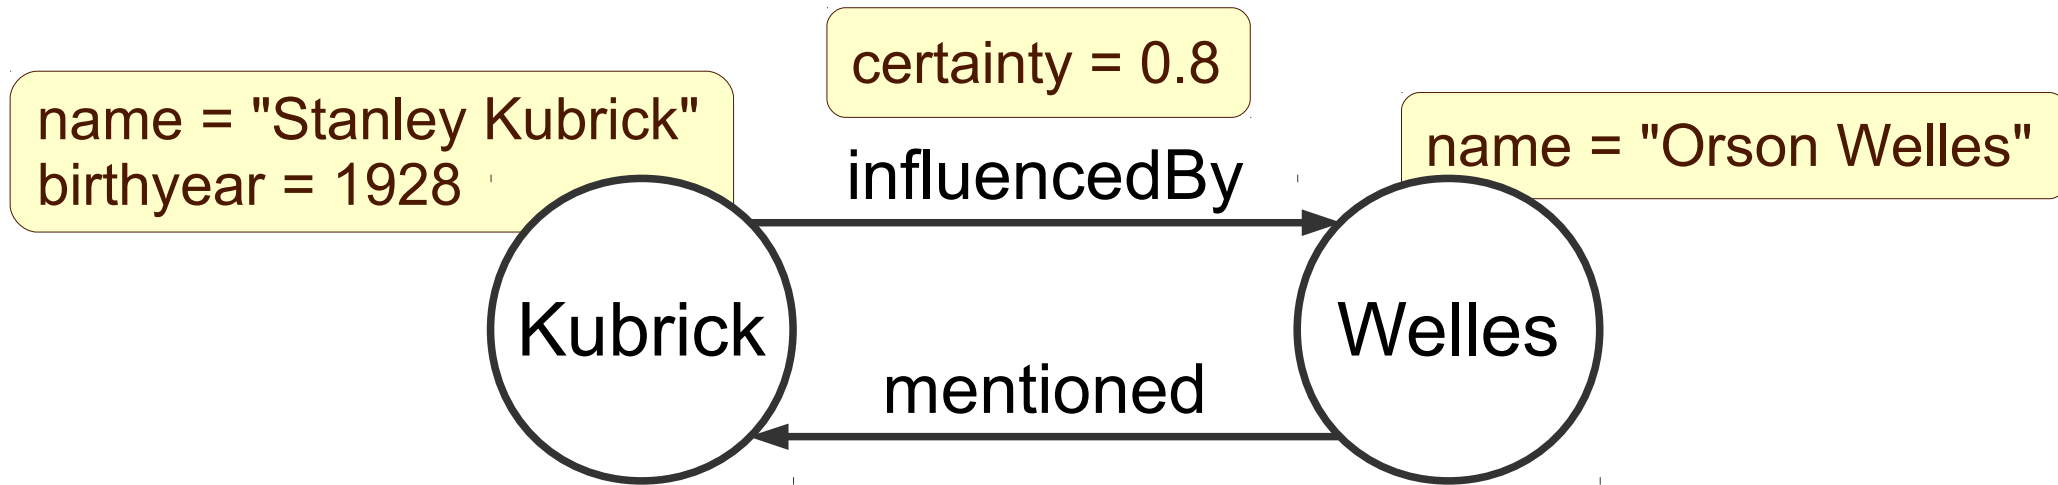 certainty = 0.8
name = "Stanley Kubrick"
birthyear = 1928
name = "Orson Welles"
influencedBy
Kubrick
Welles
mentioned